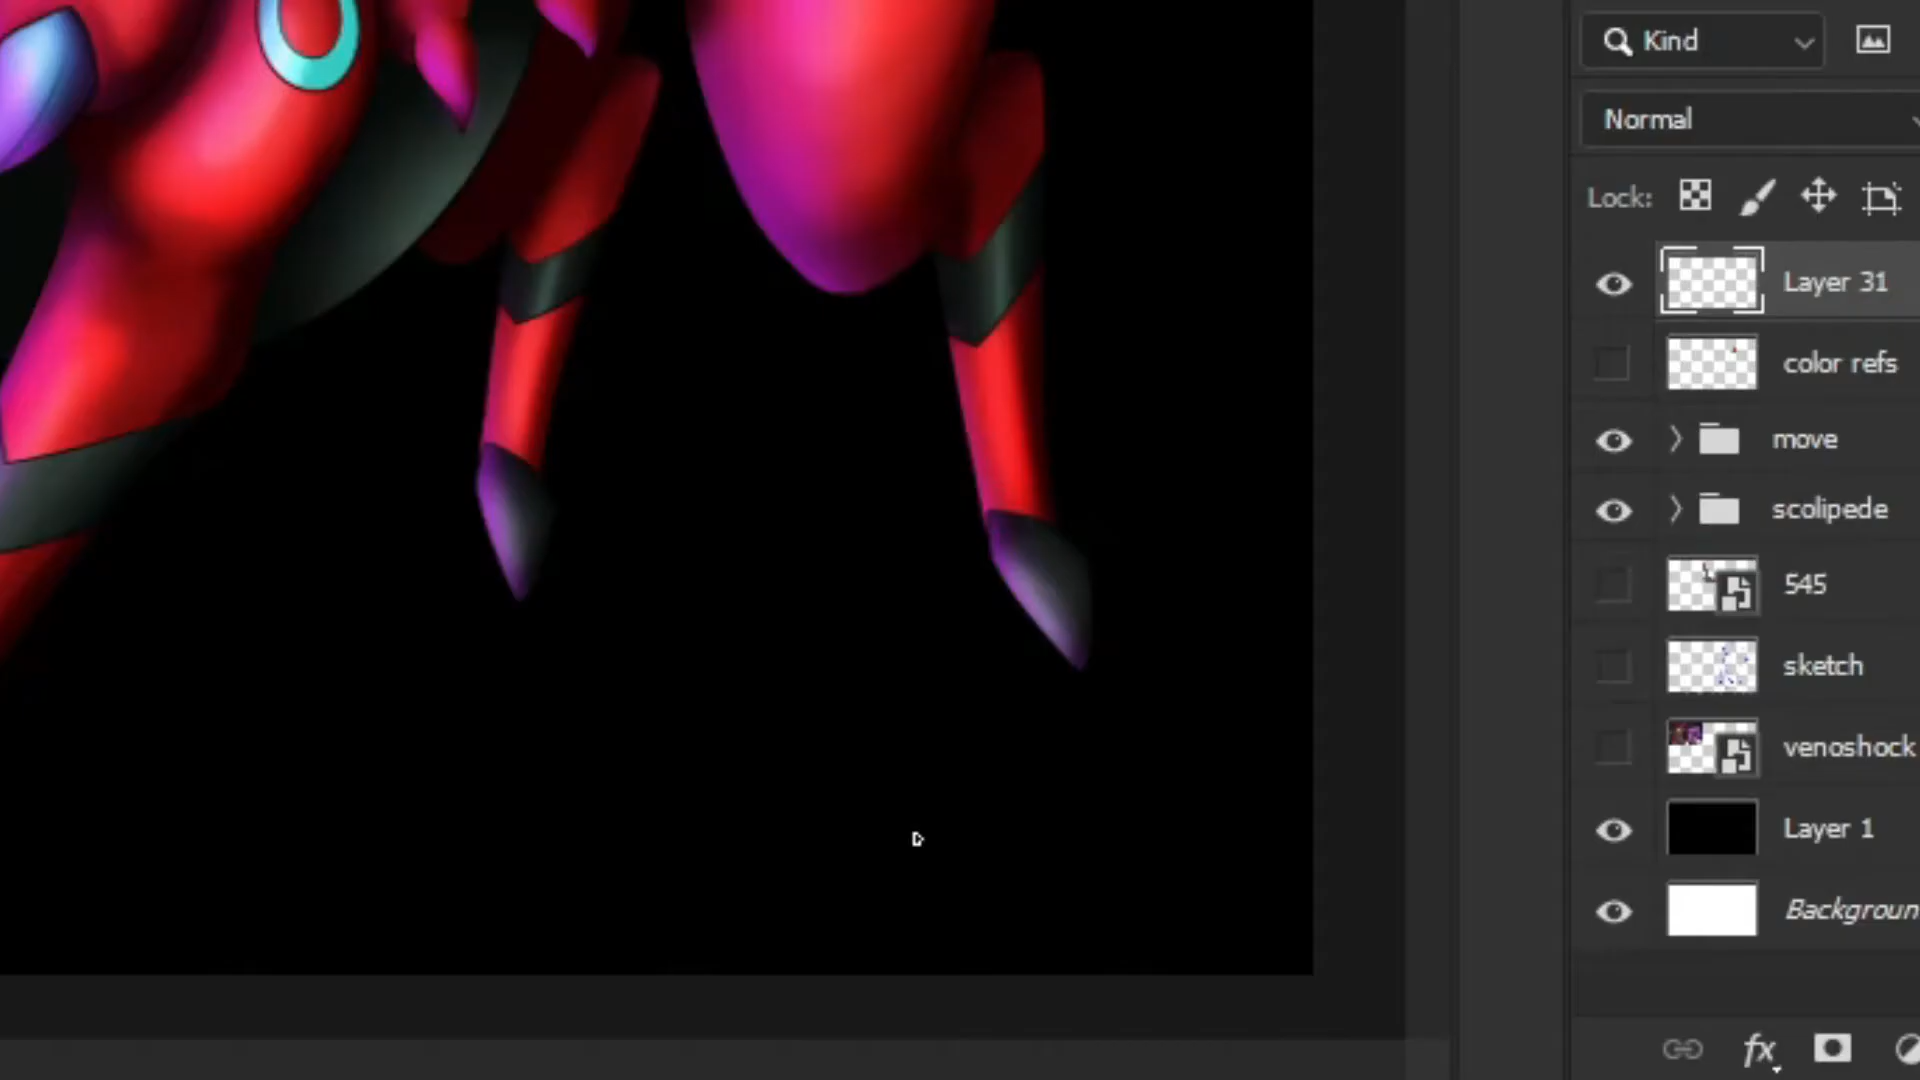 Kind
Normal
Lock:
Layer 31
color refs
move
scolipede
545
sketch
venoshock
Layer 1
Backgroun
fx